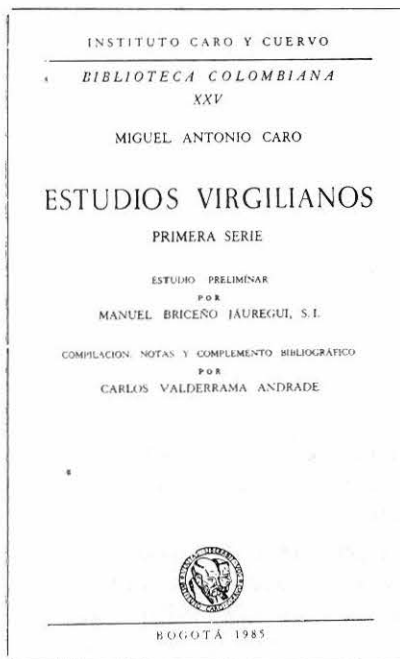 INSTITUTO CARO Y CUERVO
BIBLIOTECA COLOMBIANA
XXV
MIGUEL ANTONIO CARO
ESTUDIOS VIRGILIANOS
PRIMERA SERIE
ESTUDIO PRELIMINAR
POR
MANUEL BRICEÑO JÁUREGUI, S. I.
COMPILACION, NOTAS Y COMPLEMENTO BIBLIOGRÁFICO
POR
CARLOS VALDERRAMA ANDRADE
BOGOTÁ 1985